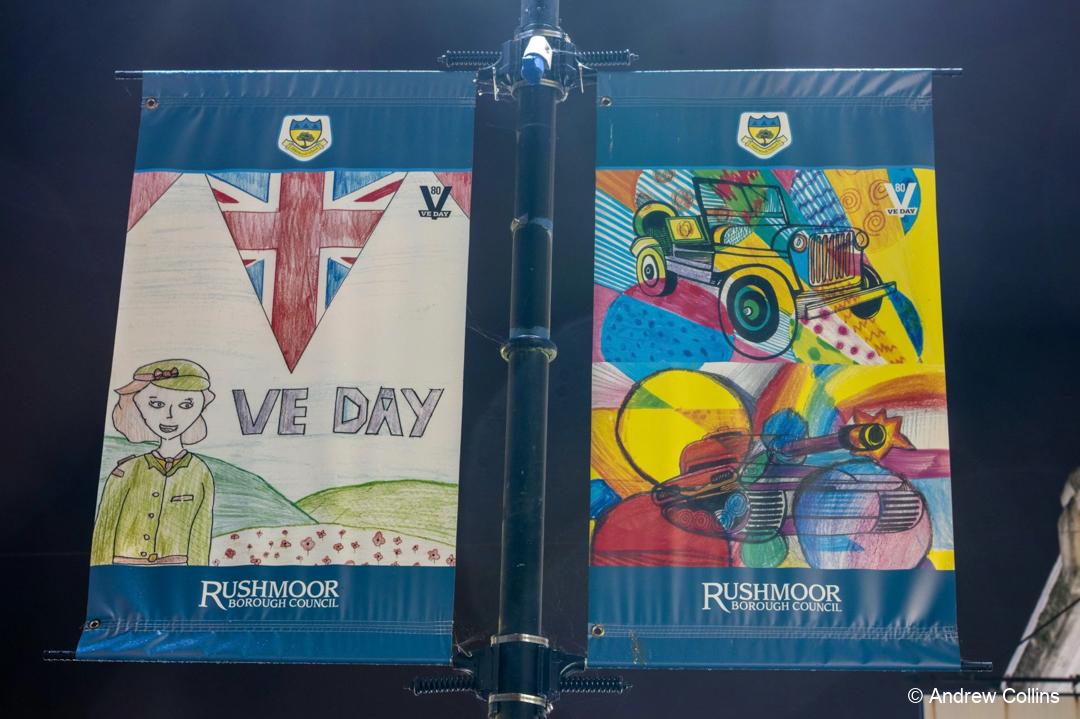 80
V
VE DAY
VE DAY
RUSHMOOR
BOROUGH COUNCIL
80
V
VE DAY
RUSHMOOR
BOROUGH COUNCIL
© Andrew Collins